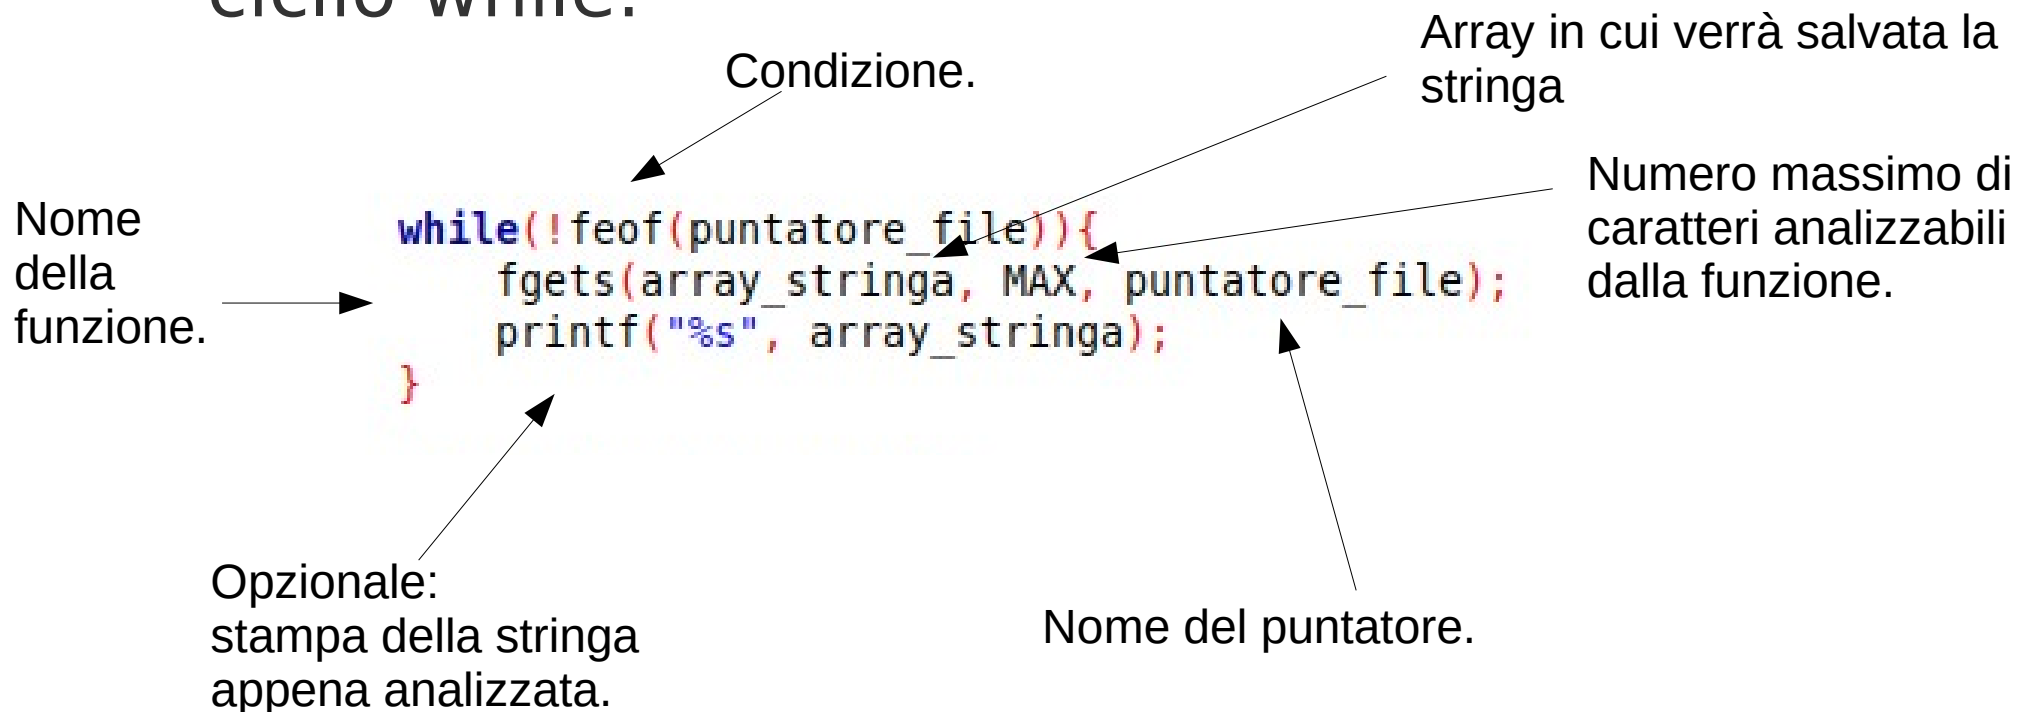 ciclo while:
Condizione.
Array in cui verrà salvata la
stringa
Numero massimo di
caratteri analizzabili
dalla funzione.
Nome
della
funzione.
while(!feof(puntatore_file)){
fgets(array_stringa, MAX, puntatore_file);
printf("%s", array_stringa);
}
Opzionale:
stampa della stringa
appena analizzata.
Nome del puntatore.